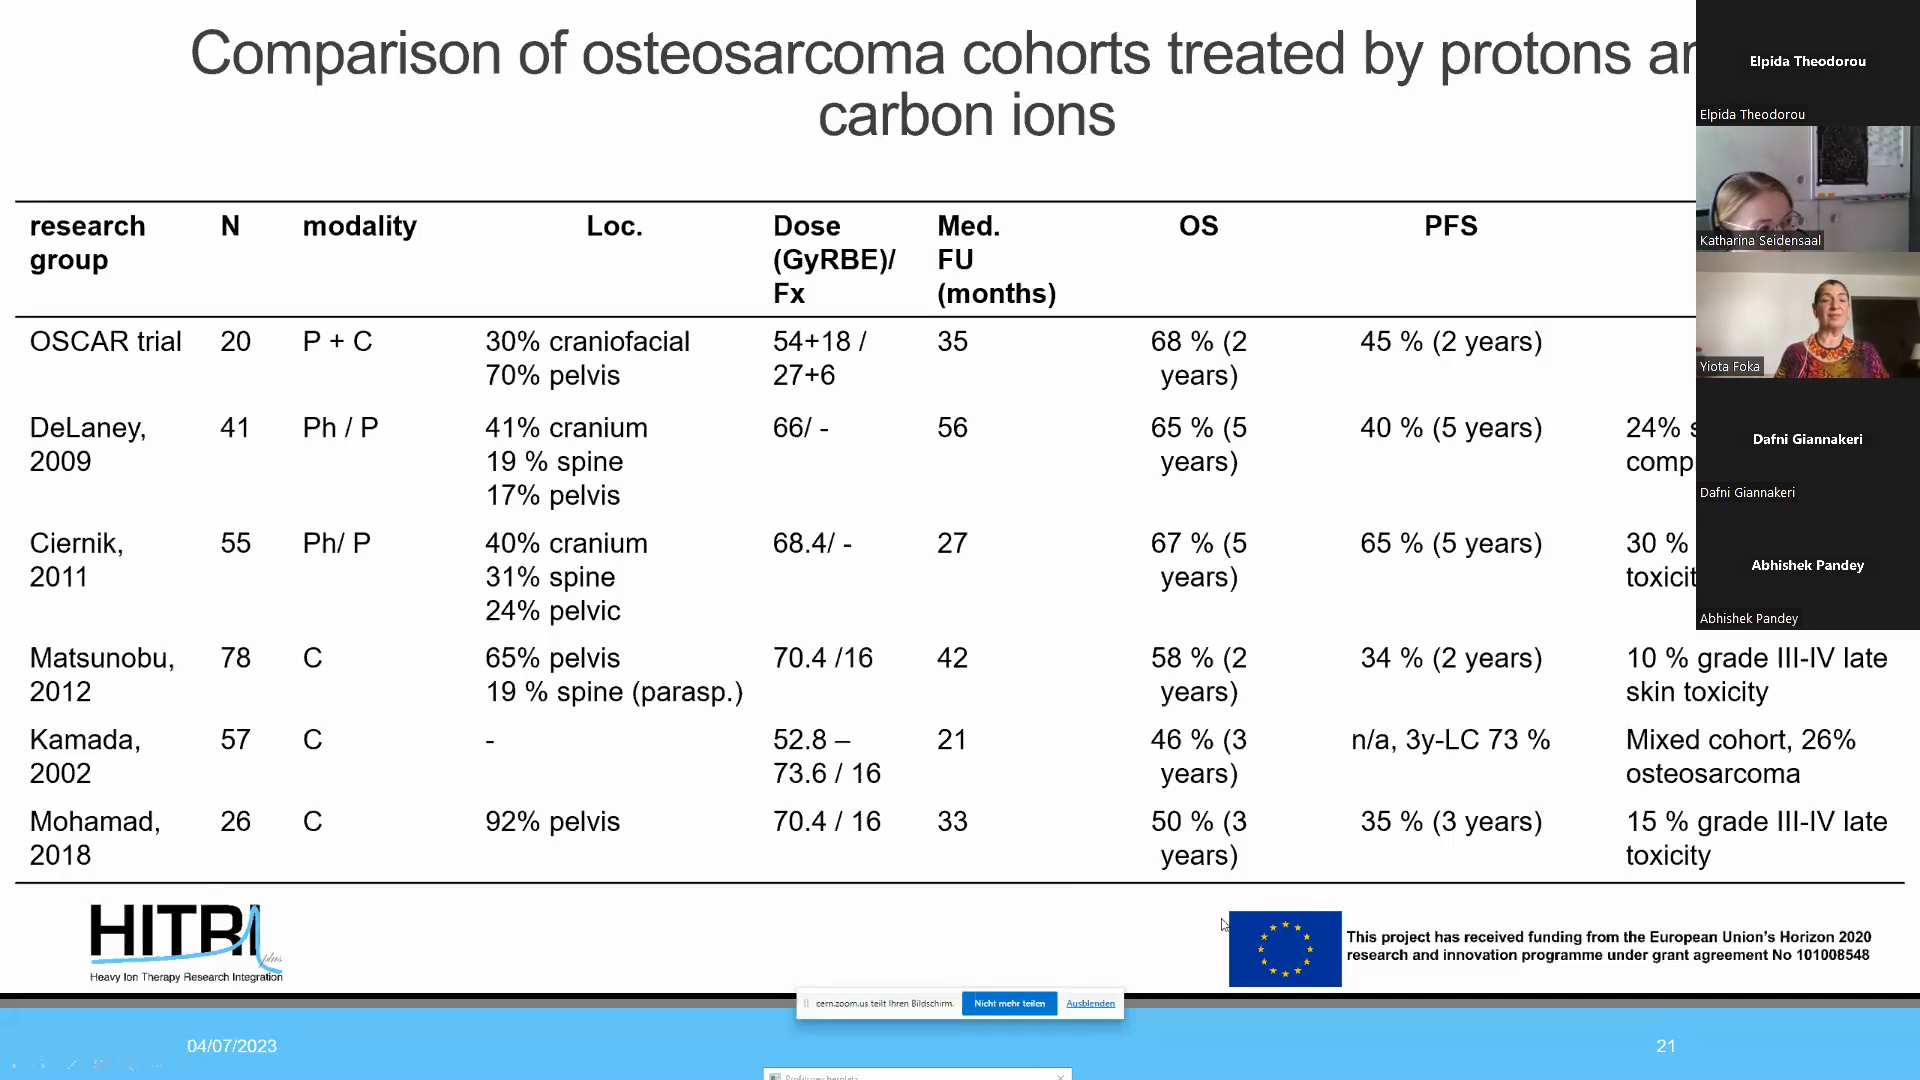 Comparison of osteosarcoma cohorts treated by protons
carbon ions
research group N modality Loc. Dose (GyRBE)/ Fx Med. FU (months) OS PFS
OSCAR trial 20 P + C 30% craniofacial 70% pelvis 54+18 / 27+6 35 68 % (2 years) 45 % (2 years)
DeLaney, 2009 41 Ph / P 41% cranium 19 % spine 17% pelvis 66/ - 56 65 % (5 years) 40 % (5 years) 24%
Ciernik, 2011 55 Ph/ P 40% cranium 31% spine 24% pelvic 68.4/ - 27 67 % (5 years) 65 % (5 years) 30 %
Matsunobu, 2012 78 C 65% pelvis 19 % spine (parasp.) 70.4 /16 42 58 % (2 years) 34 % (2 years) 10 % grade III-IV late skin toxicity
Kamada, 2002 57 C - 52.8 – 73.6 / 16 21 46 % (3 years) n/a, 3y-LC 73 % Mixed cohort, 26% osteosarcoma
Mohamad, 2018 26 C 92% pelvis 70.4 / 16 33 50 % (3 years) 35 % (3 years) 15 % grade III-IV late toxicity
Elpida Theodorou
Elpida Theodorou
Katharina Seidensaal
Yiota Foka
Dafni Giannakeri
Dafni Giannakeri
Abhishek Pandey
Abhishek Pandey
HITRI
plus
Heavy Ion Therapy Research Integration
This project has received funding from the European Union's Horizon 2020
research and innovation programme under grant agreement No 101008548
cern.zoom.us teilt Ihren Bildschirm. Nicht mehr teilen Ausblenden
04/07/2023
21